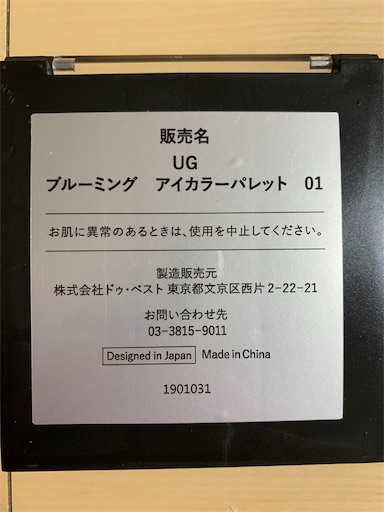 販売名
UG
ブルーミング　アイカラーパレット　01
お肌に異常のあるときは、使用を中止してください。
製造販売元
株式会社ドゥ・ベスト 東京都文京区西片2-22-21
お問い合わせ先
03-3815-9011
Designed in Japan Made in China
1901031